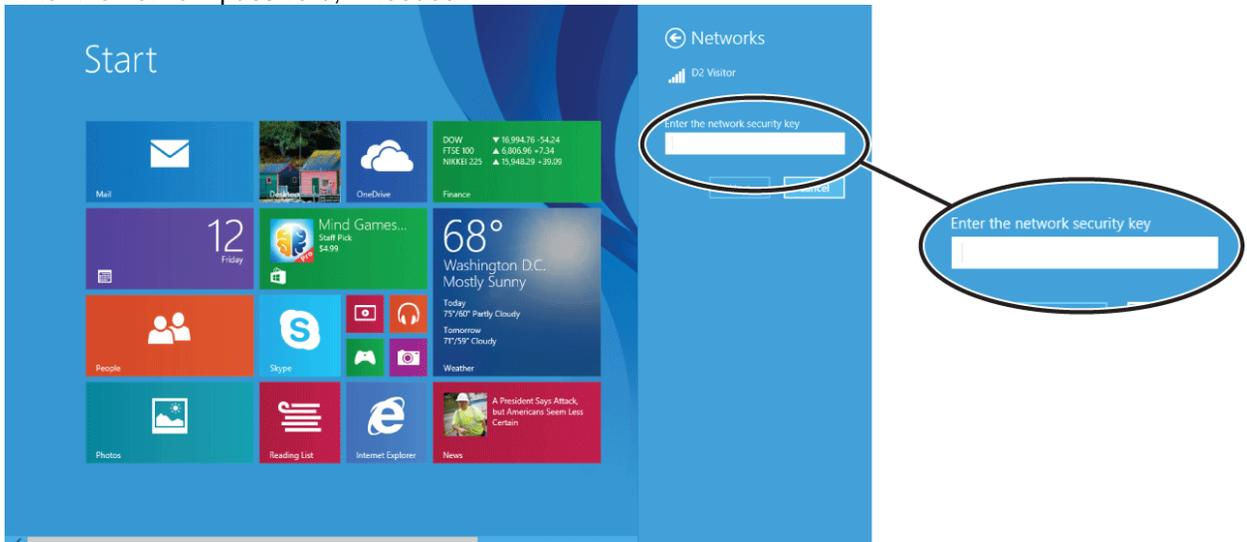 Start
Mail
Desktop
OneDrive
DOW ▼ 16,994.76 -54.24
FTSE 100 ▲ 6,806.96 +7.34
NIKKEI 225 ▲ 15,948.29 +39.09
Finance
12
Friday
Mind Games...
Staff Pick
$4.99
Pro
68°
Washington D.C.
Mostly Sunny
Today
75°/60° Partly Cloudy
Tomorrow
71°/59° Cloudy
Weather
People
Skype
Photos
Reading List
Internet Explorer
A President Says Attack,
but Americans Seem Less
Certain
News
Networks
D2 Visitor
Enter the network security key
Cancel
Enter the network security key